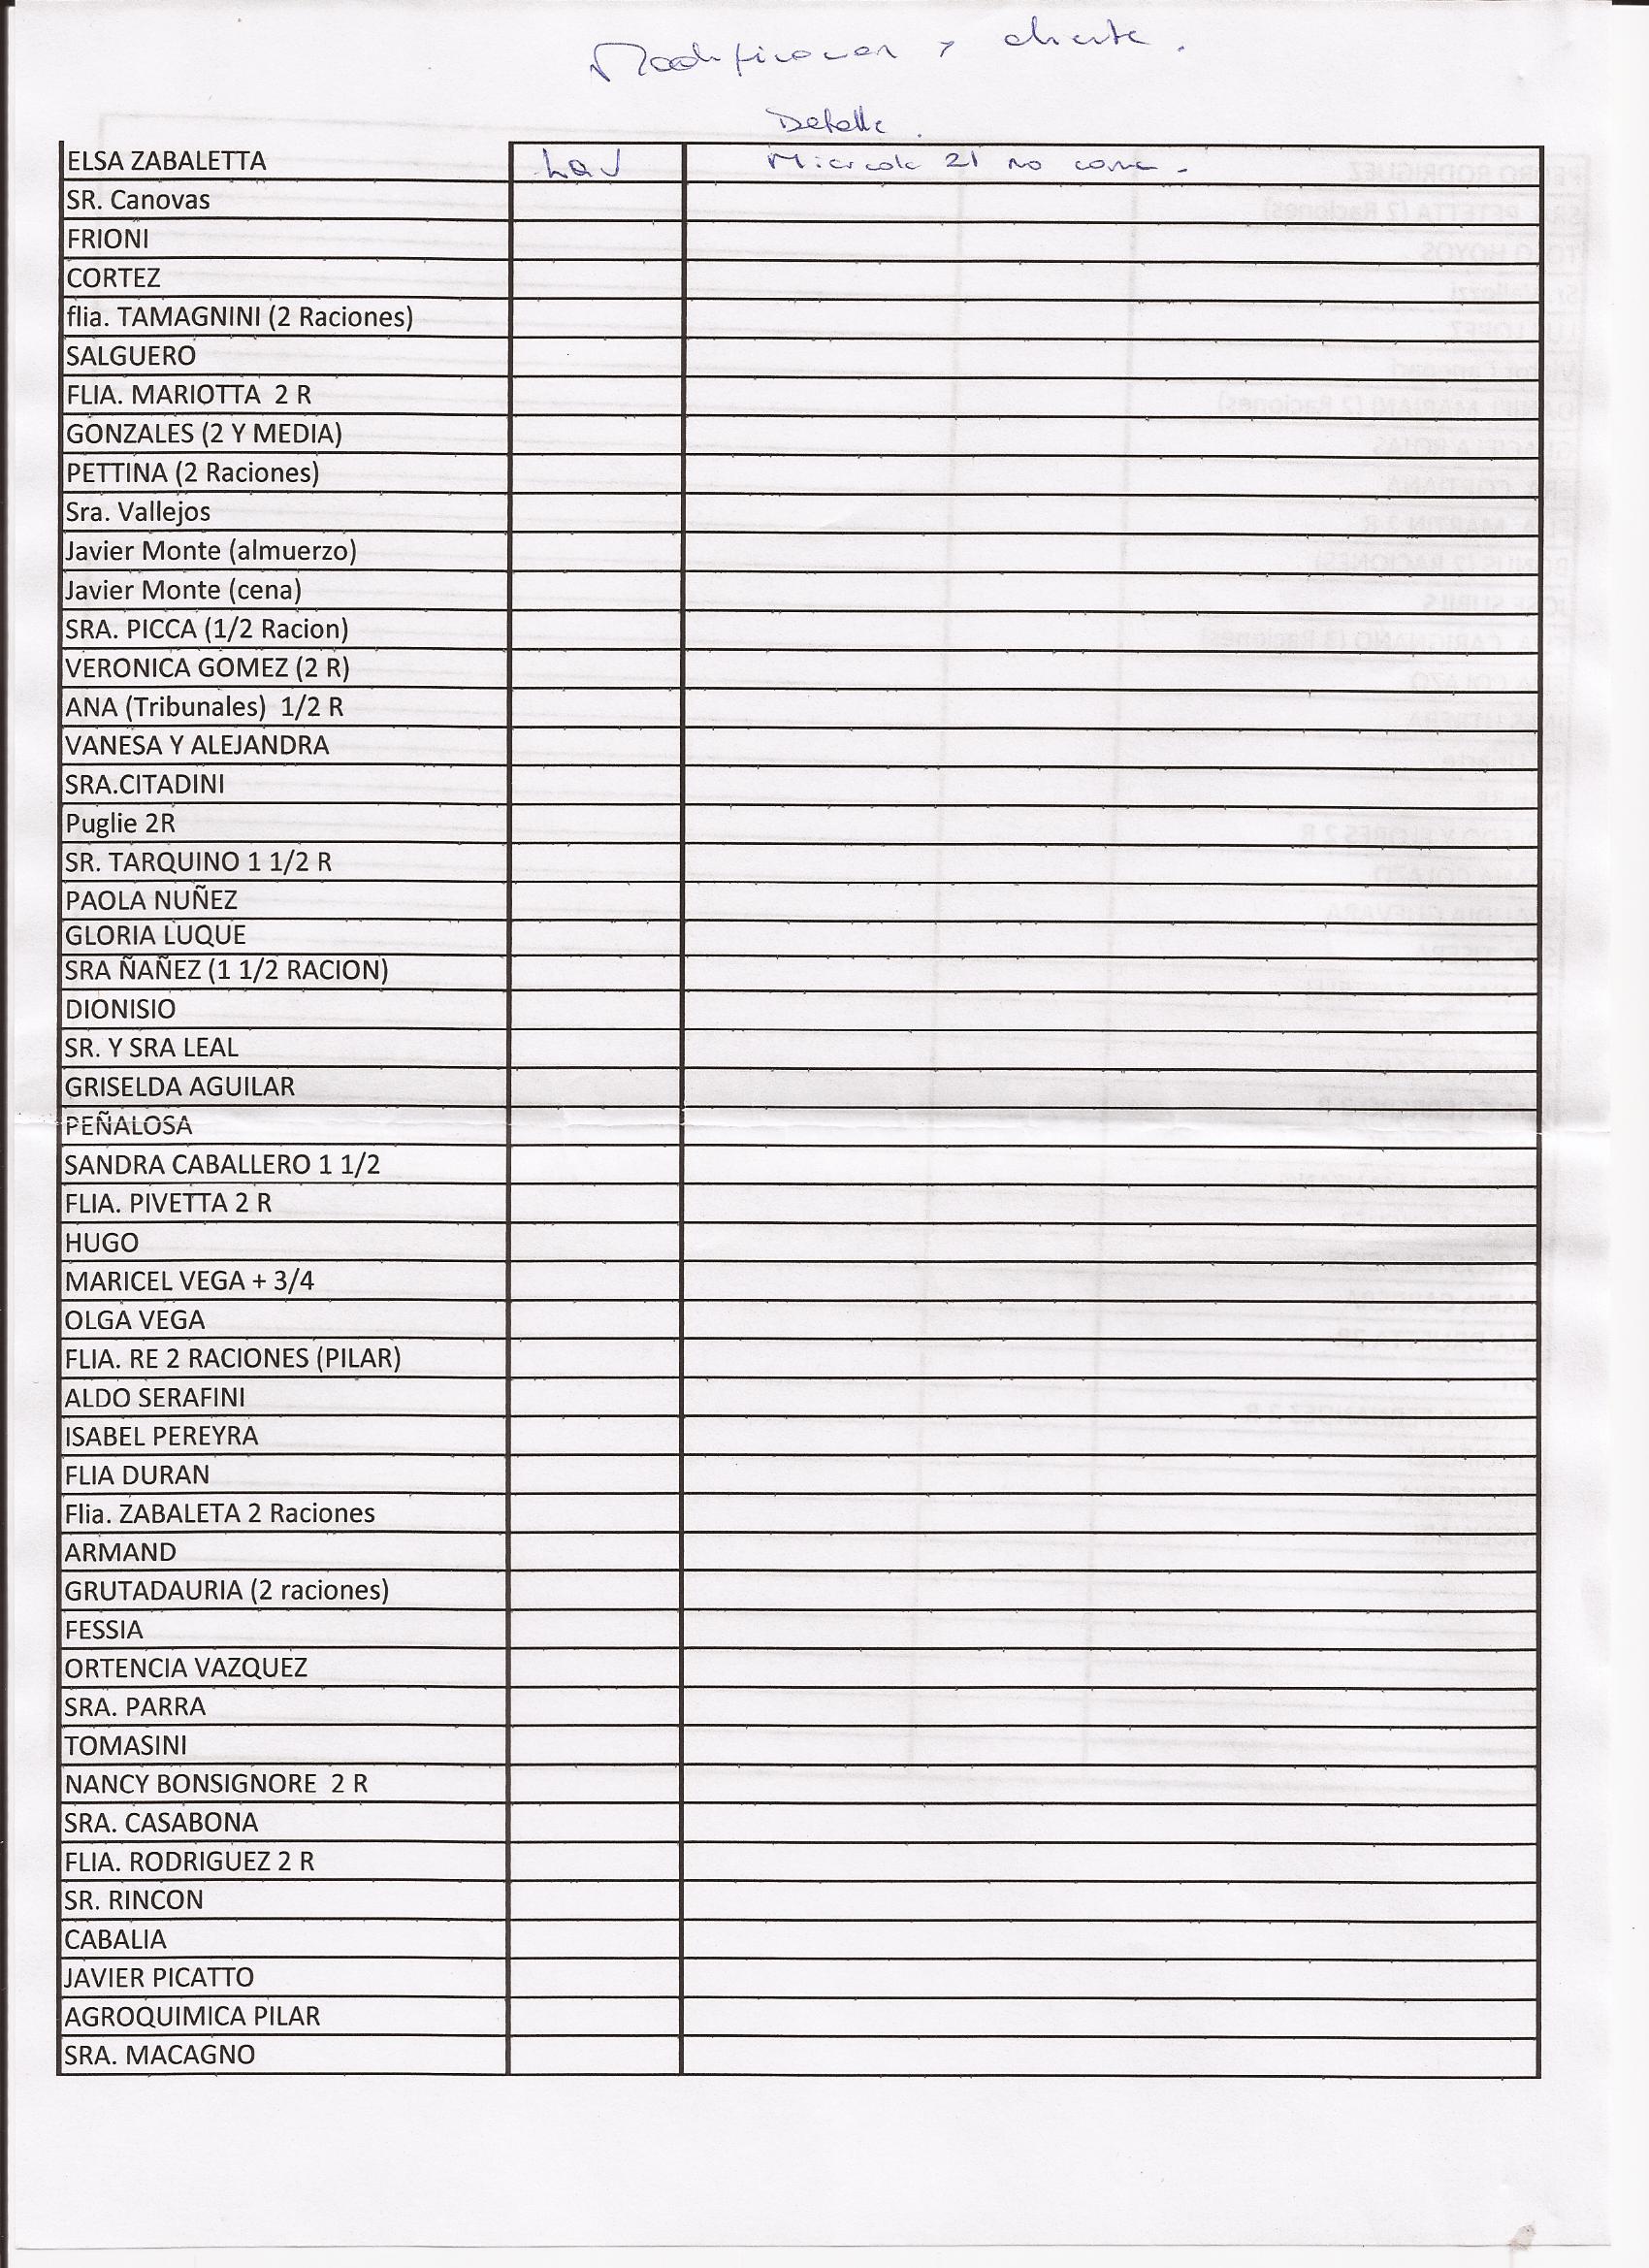 Modificacion x cliente.
Detalle.
ELSA ZABALETTA LaJ Miercole 21 no come.
SR. Canovas
FRIONI
CORTEZ
flia. TAMAGNINI (2 Raciones)
SALGUERO
FLIA. MARIOTTA 2 R
GONZALES (2 Y MEDIA)
PETTINA (2 Raciones)
Sra. Vallejos
Javier Monte (almuerzo)
Javier Monte (cena)
SRA. PICCA (1/2 Racion)
VERONICA GOMEZ (2 R)
ANA (Tribunales) 1/2 R
VANESA Y ALEJANDRA
SRA.CITADINI
Puglie 2R
SR. TARQUINO 1 1/2 R
PAOLA NUÑEZ
GLORIA LUQUE
SRA ÑAÑEZ (1 1/2 RACION)
DIONISIO
SR. Y SRA LEAL
GRISELDA AGUILAR
PEÑALOSA
SANDRA CABALLERO 1 1/2
FLIA. PIVETTA 2 R
HUGO
MARICEL VEGA + 3/4
OLGA VEGA
FLIA. RE 2 RACIONES (PILAR)
ALDO SERAFINI
ISABEL PEREYRA
FLIA DURAN
Flia. ZABALETA 2 Raciones
ARMAND
GRUTADAURIA (2 raciones)
FESSIA
ORTENCIA VAZQUEZ
SRA. PARRA
TOMASINI
NANCY BONSIGNORE 2 R
SRA. CASABONA
FLIA. RODRIGUEZ 2 R
SR. RINCON
CABALIA
JAVIER PICATTO
AGROQUIMICA PILAR
SRA. MACAGNO